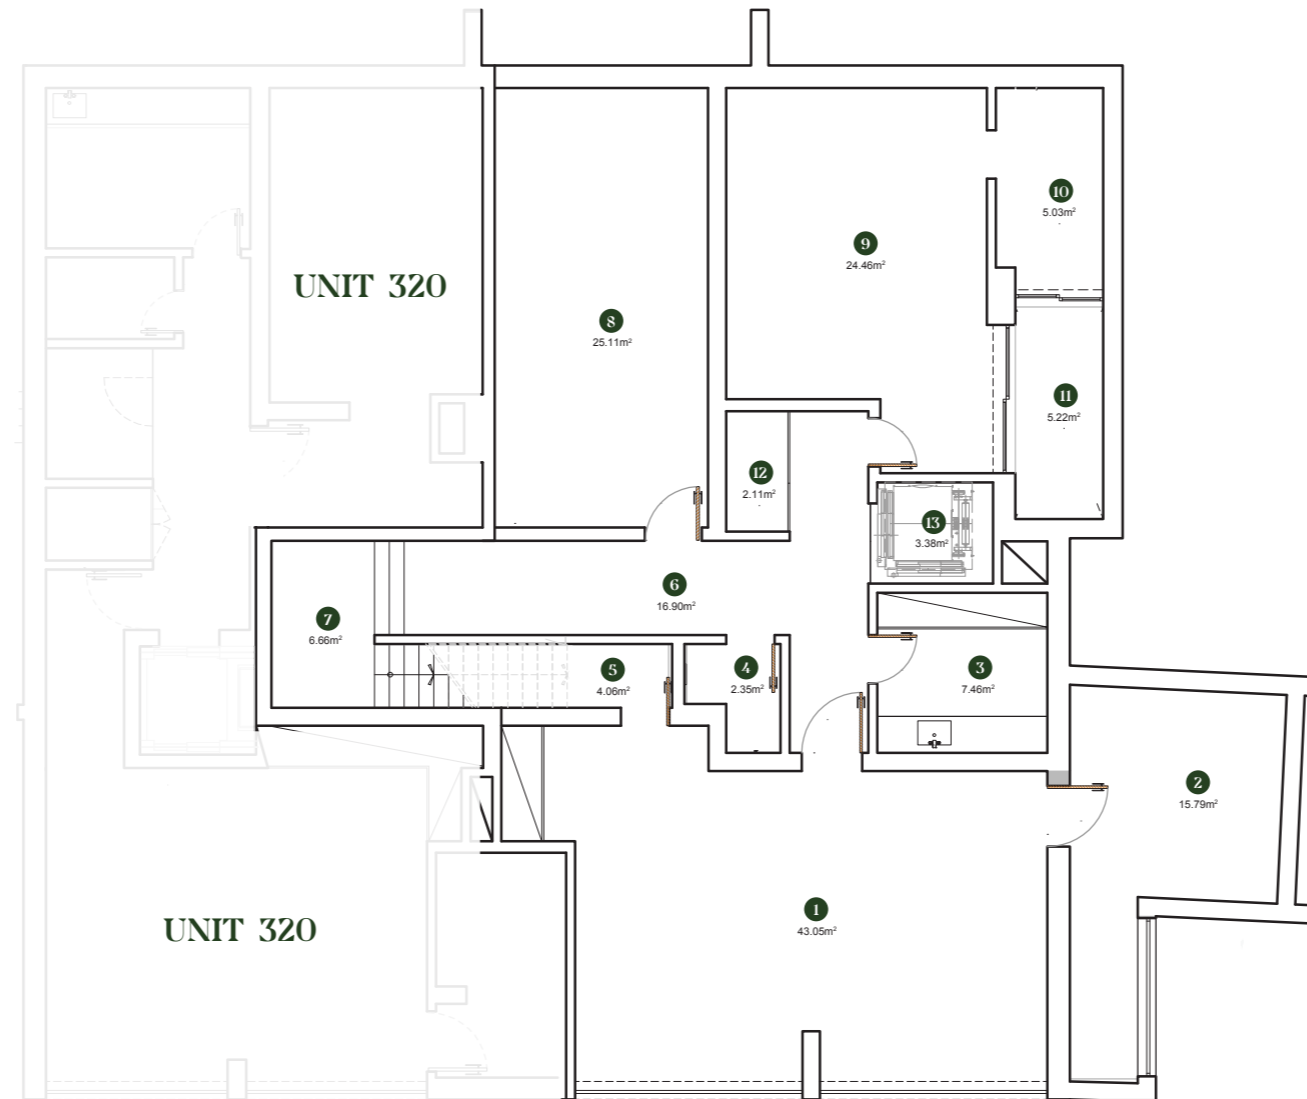 10
5.03m²
9
24.46m²
UNIT 320
8
25.11m²
11
5.22m²
12
2.11m²
13
3.38m²
6
16.90m²
7
6.66m²
5
4.06m²
4
2.35m²
3
7.46m²
2
15.79m²
1
43.05m²
UNIT 320